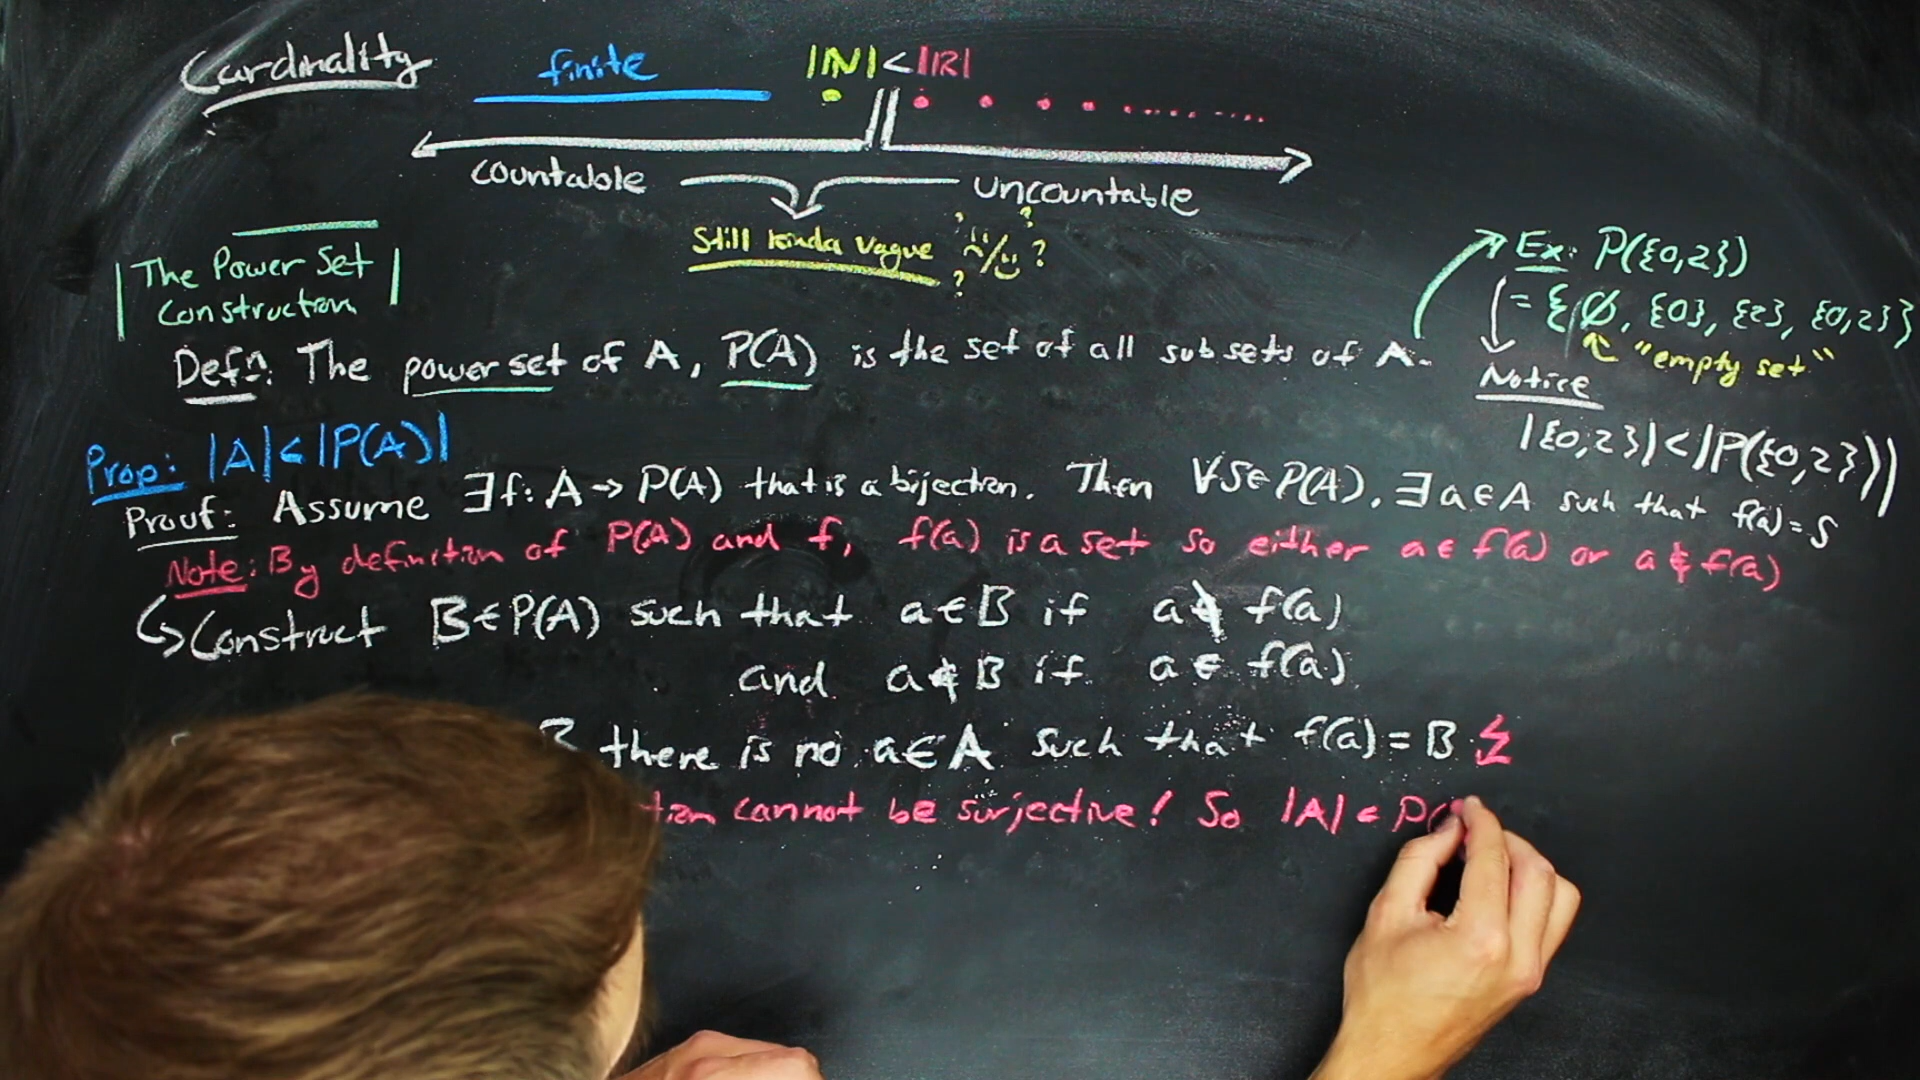 Cardinality
finite
|ℕ| < |ℝ|
countable
uncountable
Still kinda vague
? ? ? ?
The Power Set
Construction
Ex: P({0,2})
= {∅, {0}, {2}, {0,2}}
"empty set"
Notice
|{0,2}| < |P({0,2})|
Defn: The power set of A, P(A) is the set of all subsets of A.
Prop: |A| < |P(A)|
Proof: Assume ∃f: A → P(A) that is a bijection. Then ∀S∈P(A), ∃a∈A such that f(a)=S
Note: By definition of P(A) and f, f(a) is a set so either a∈f(a) or a∉f(a)
Construct B∈P(A) such that a∈B if a∉f(a)
and a∉B if a∈f(a)
B there is no a∈A such that f(a)=B
tion cannot be surjective! So |A| < P(